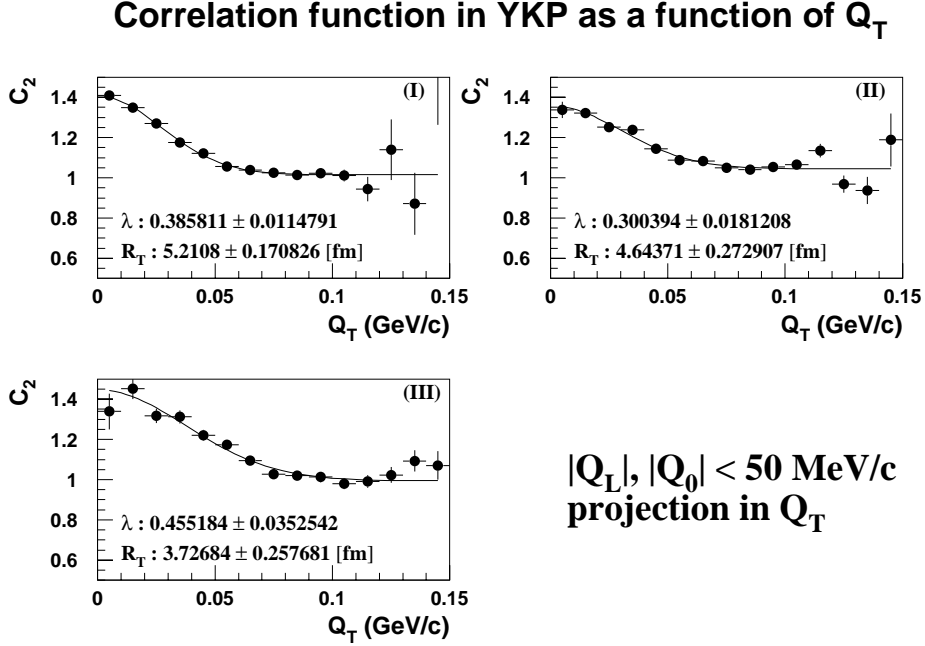 Correlation function in YKP as a function of Q_T
C_2
1.4
1.2
1
0.8
0.6
(I)
λ : 0.385811 ± 0.0114791
R_T : 5.2108 ± 0.170826 [fm]
0 0.05 0.1 0.15
Q_T (GeV/c)
C_2
1.4
1.2
1
0.8
0.6
(II)
λ : 0.300394 ± 0.0181208
R_T : 4.64371 ± 0.272907 [fm]
0 0.05 0.1 0.15
Q_T (GeV/c)
C_2
1.4
1.2
1
0.8
0.6
(III)
λ : 0.455184 ± 0.0352542
R_T : 3.72684 ± 0.257681 [fm]
0 0.05 0.1 0.15
Q_T (GeV/c)
|Q_L|, |Q_0| < 50 MeV/c
projection in Q_T